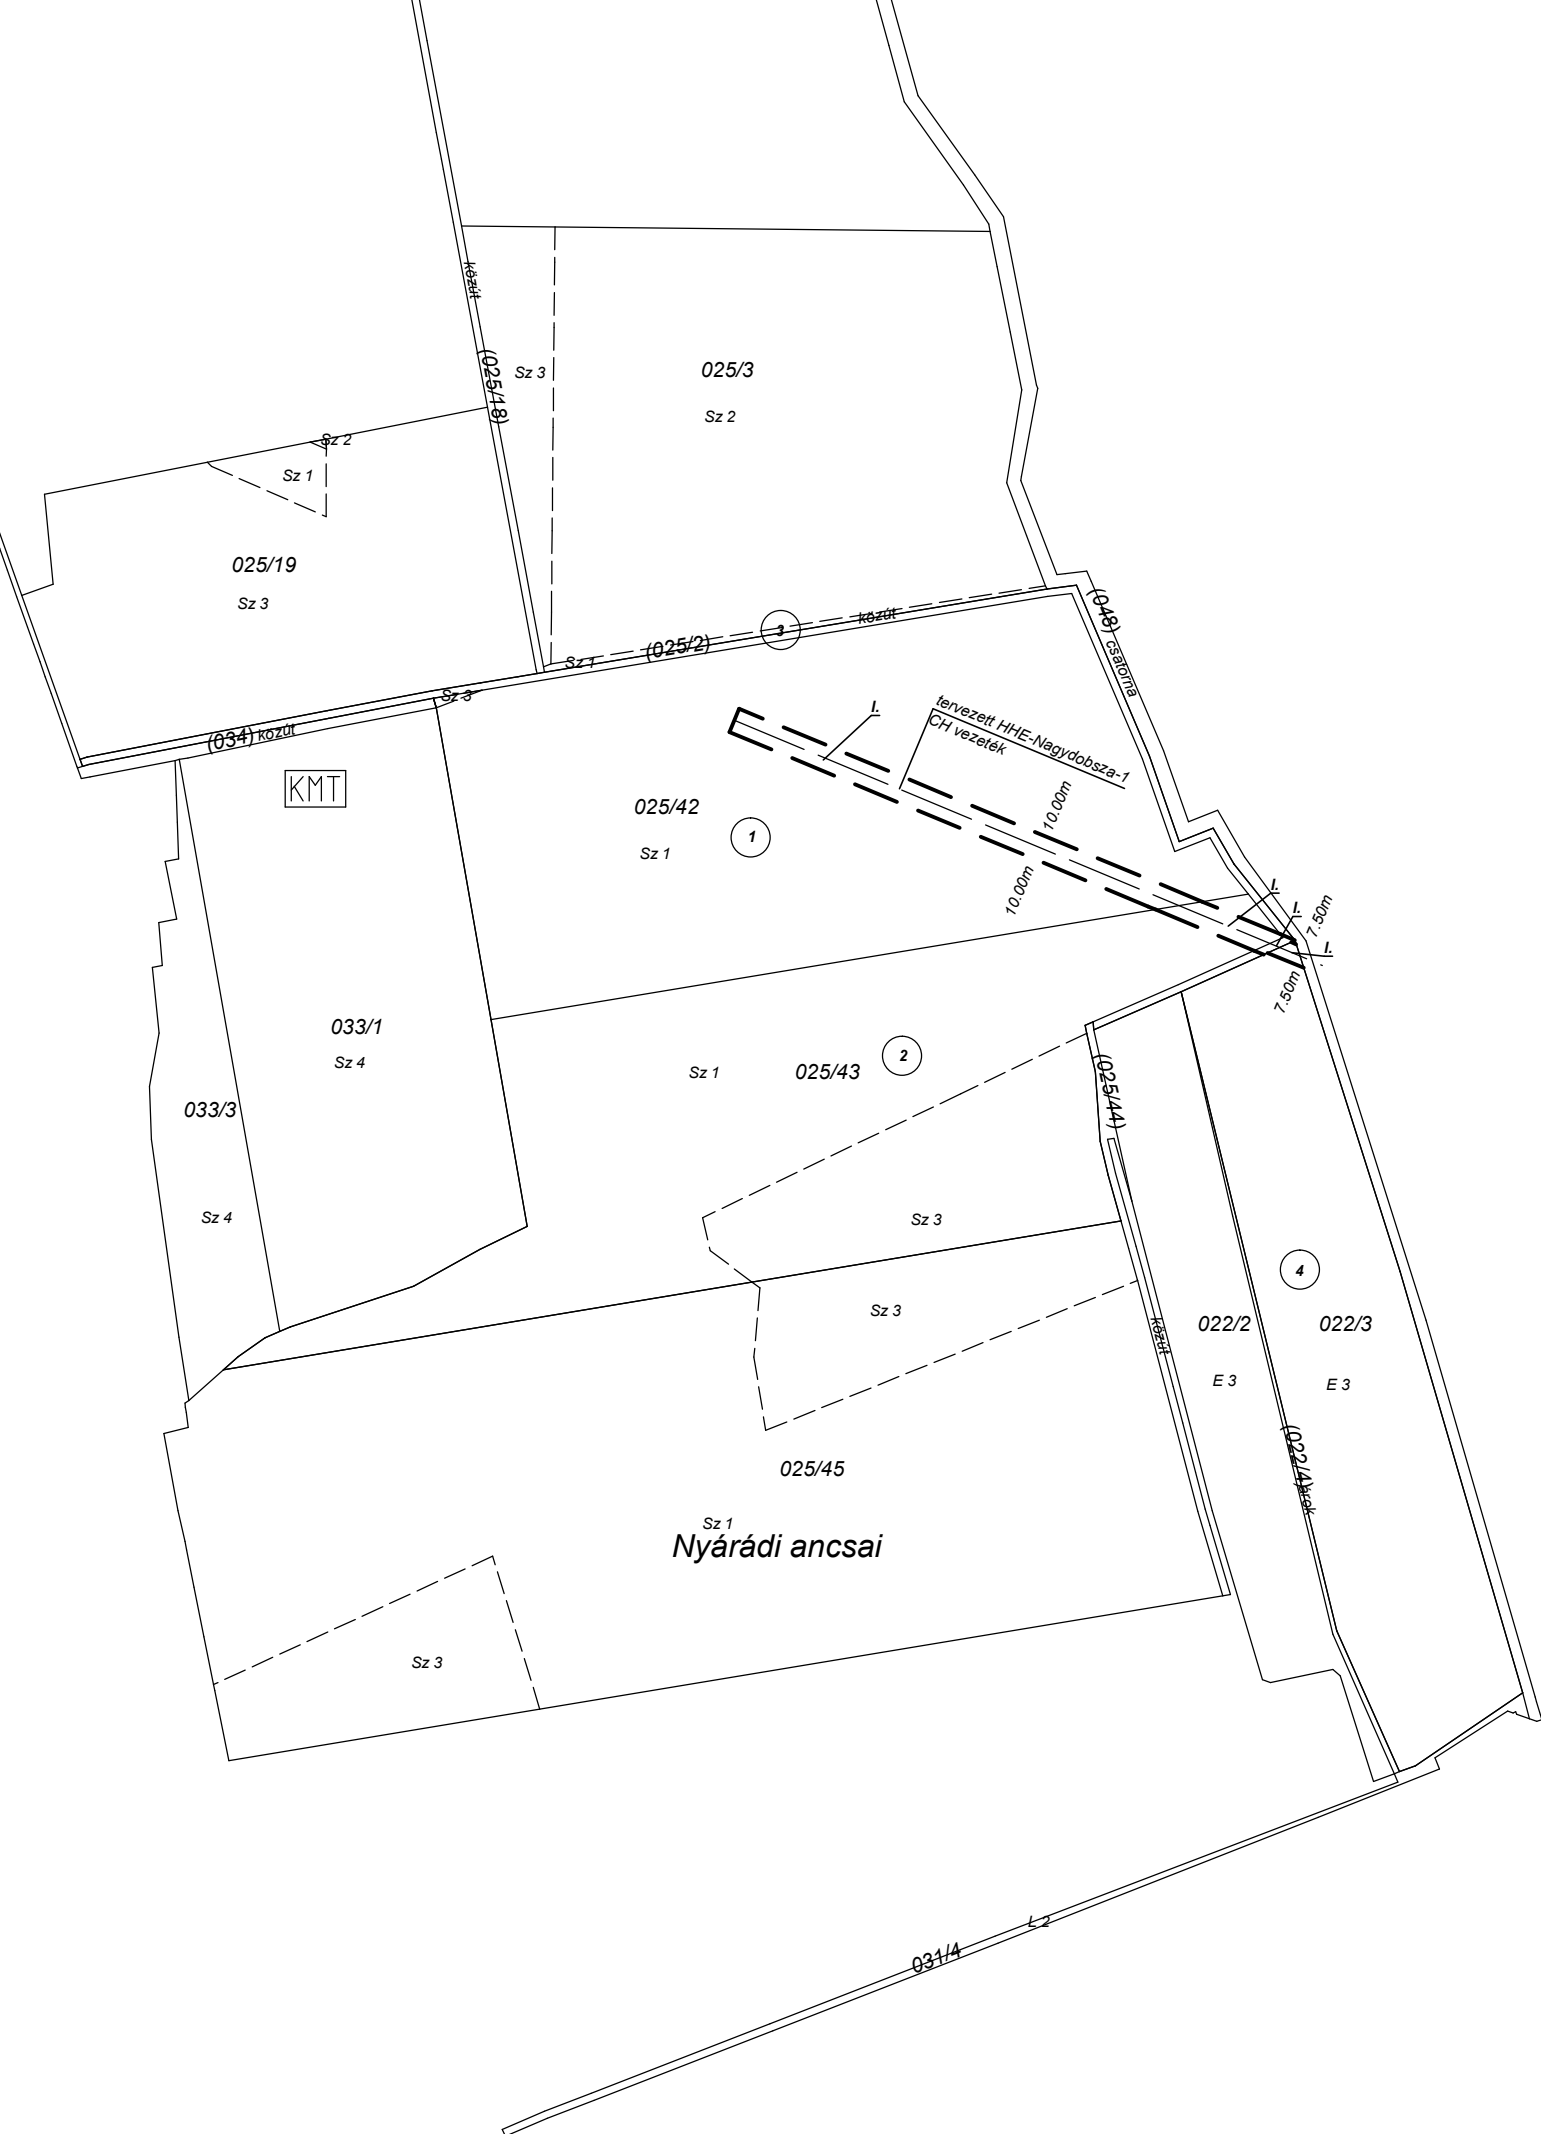 közút
(025/18)
Sz 3
025/3
Sz 2
Sz 2
Sz 1
025/19
Sz 3
3
közút
(025/2)
Sz 1
Sz 3
(034) közút
(048) csatorna
KMT
I.
tervezett HHE-Nagydobsza-1
CH vezeték
10.00m
10.00m
025/42
1
Sz 1
I.
I.
I.
7.50m
7.50m
033/1
Sz 4
2
Sz 1
025/43
(025/44)
033/3
Sz 4
Sz 3
Sz 3
4
közút
022/2
022/3
E 3
E 3
(022/4) árok
025/45
Sz 1
Nyárádi ancsai
Sz 3
L 2
031/4